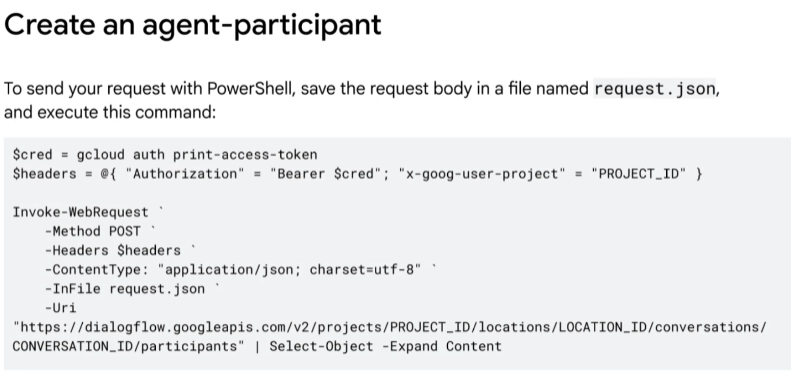 Create an agent-participant
To send your request with PowerShell, save the request body in a file named request.json,
and execute this command:
$cred = gcloud auth print-access-token
$headers = @{ "Authorization" = "Bearer $cred"; "x-goog-user-project" = "PROJECT_ID" }
Invoke-WebRequest `
    -Method POST `
    -Headers $headers `
    -ContentType: "application/json; charset=utf-8" `
    -InFile request.json `
    -Uri
"https://dialogflow.googleapis.com/v2/projects/PROJECT_ID/locations/LOCATION_ID/conversations/
CONVERSATION_ID/participants" | Select-Object -Expand Content